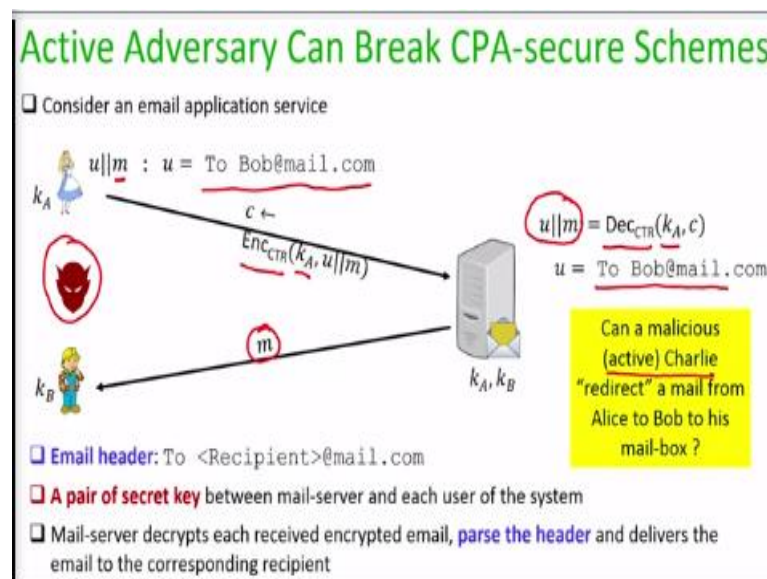 Active Adversary Can Break CPA-secure Schemes
Consider an email application service
u||m : u = To Bob@mail.com
k_A
c ←
Enc_CTR(k_A, u||m)
u||m = Dec_CTR(k_A, c)
u = To Bob@mail.com
m
k_B
k_A, k_B
Can a malicious
(active) Charlie
“redirect” a mail from
Alice to Bob to his
mail-box ?
Email header: To <Recipient>@mail.com
A pair of secret key between mail-server and each user of the system
Mail-server decrypts each received encrypted email, parse the header and delivers the
email to the corresponding recipient